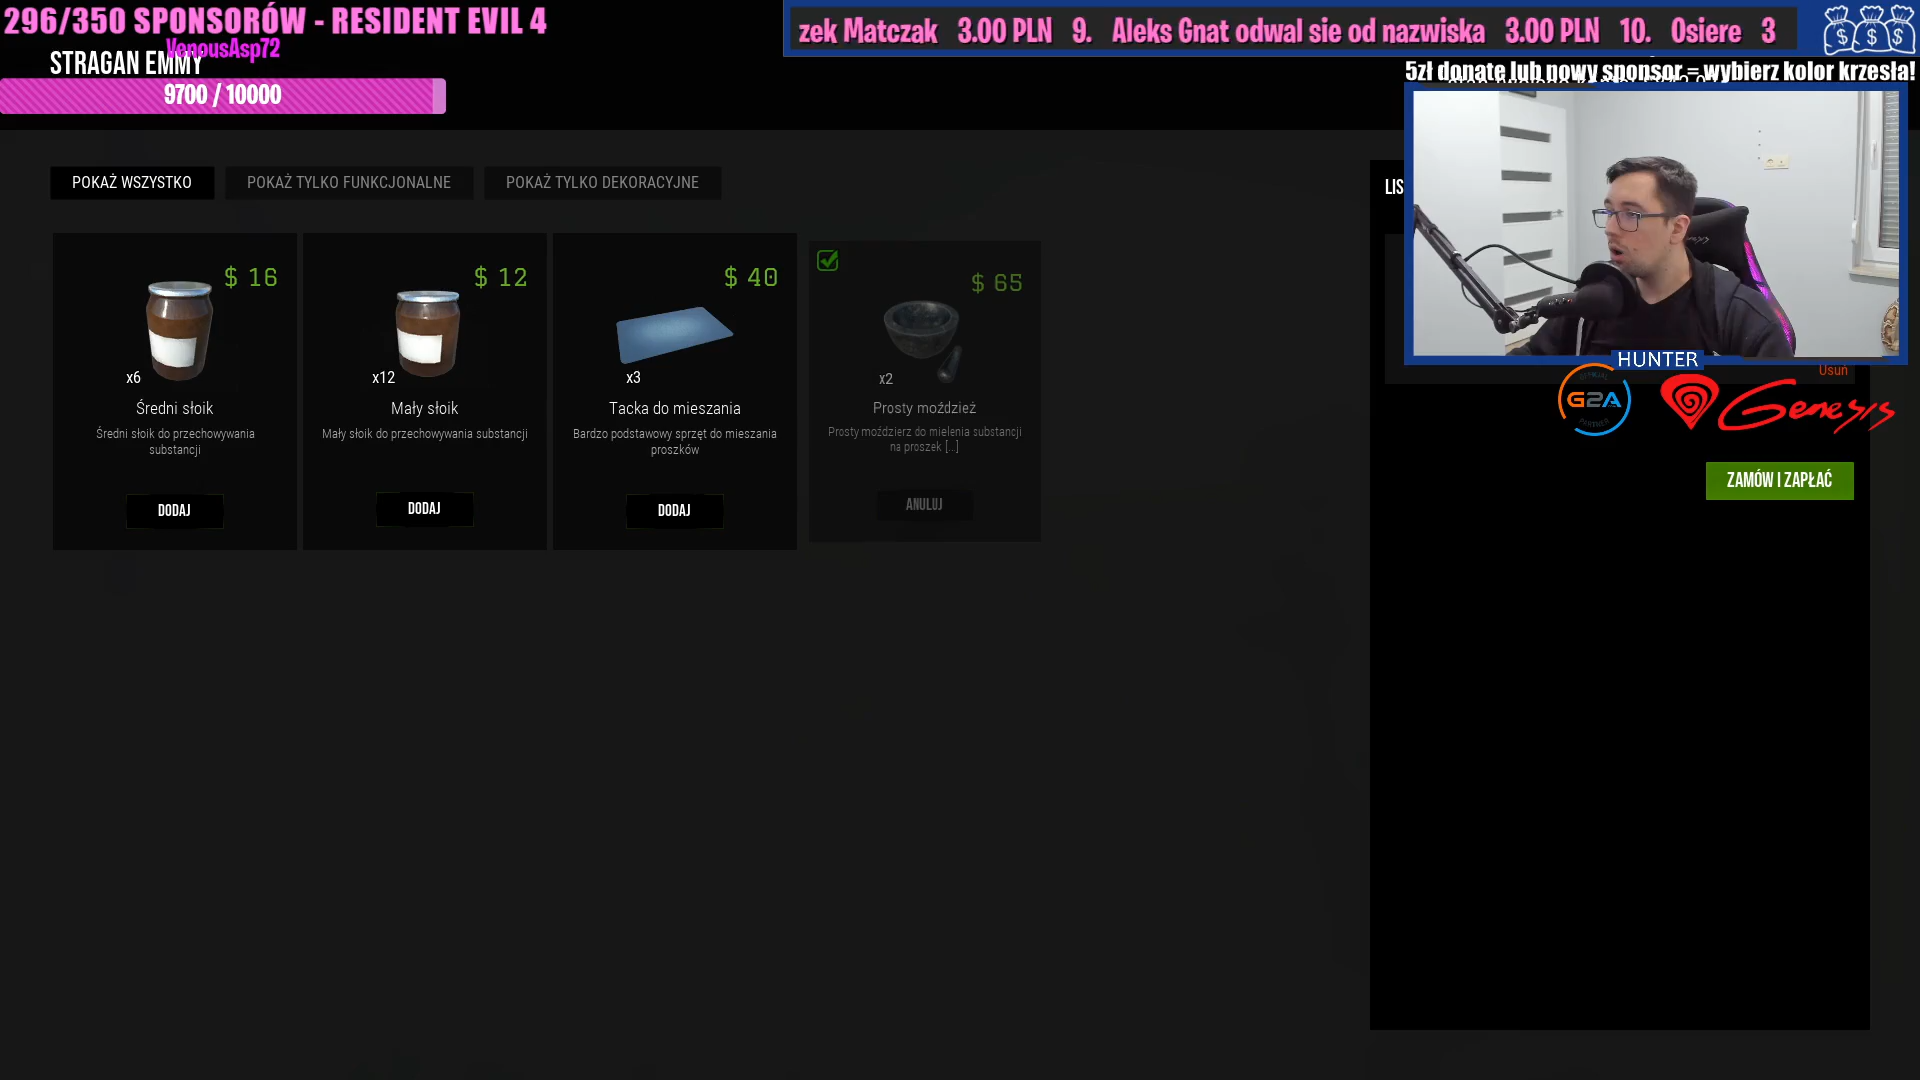 296/350 SPONSORÓW - RESIDENT EVIL 4
zek Matczak 3.00 PLN 9. Aleks Gnat odwal sie od nazwiska 3.00 PLN 10. Osiere 3
VenousAsp72
STRAGAN EMMY
5zł donate lub nowy sponsor = wybierz kolor krzesła!
9700 / 10000
POKAŻ WSZYSTKO
POKAŻ TYLKO FUNKCJONALNE
POKAŻ TYLKO DEKORACYJNE
LIS
$ 16
x6
Średni słoik
Średni słoik do przechowywania
substancji
DODAJ
$ 12
x12
Mały słoik
Mały słoik do przechowywania substancji
DODAJ
$ 40
x3
Tacka do mieszania
Bardzo podstawowy sprzęt do mieszania
proszków
DODAJ
$ 65
x2
Prosty moździeż
Prosty moździerz do mielenia substancji
na proszek [...]
ANULUJ
HUNTER
Usuń
G2A
PARTNER
Genesis
ZAMÓW I ZAPŁAĆ